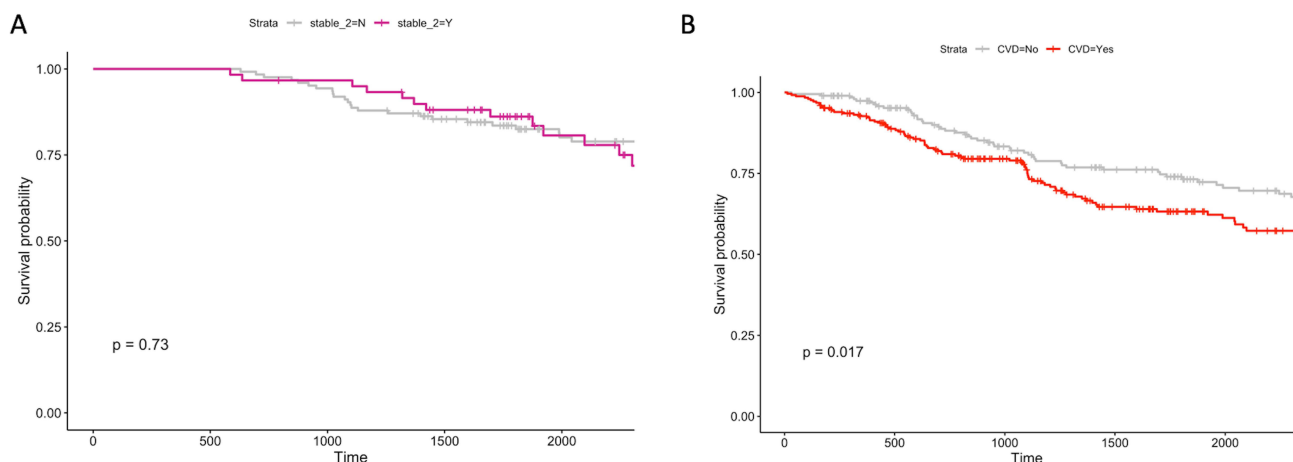 A
Strata stable_2=N stable_2=Y
Survival probability
1.00
0.75
0.50
0.25
0.00
p = 0.73
0 500 1000 1500 2000
Time
B
Strata CVD=No CVD=Yes
Survival probability
1.00
0.75
0.50
0.25
0.00
p = 0.017
0 500 1000 1500 2000
Time